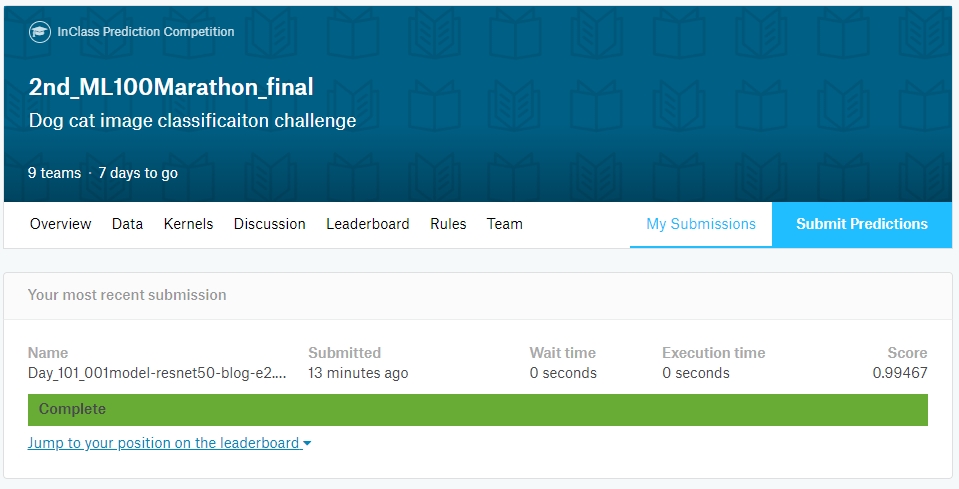 InClass Prediction Competition
2nd_ML100Marathon_final
Dog cat image classificaiton challenge
9 teams · 7 days to go
Overview Data Kernels Discussion Leaderboard Rules Team My Submissions Submit Predictions
Your most recent submission
Name Submitted Wait time Execution time Score
Day_101_001model-resnet50-blog-e2.... 13 minutes ago 0 seconds 0 seconds 0.99467
Complete
Jump to your position on the leaderboard